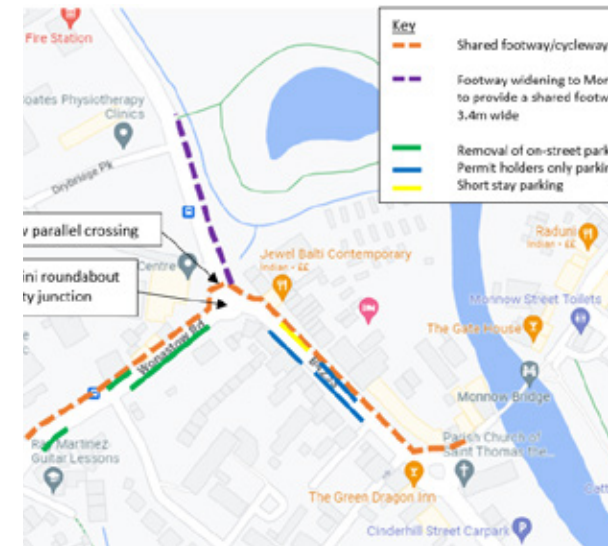 Fire Station
oates Physiotherapy
Clinics
Drybridge Pk
Key
Shared footway/cycleway
Footway widening to Mon
to provide a shared footw
3.4m wide
Removal of on-street park
Permit holders only parkin
Short stay parking
v parallel crossing
ini roundabout
ty junction
Centre
Jewel Balti Contemporary
Indian - ££
Raduni
Indian - ££
Monnow Street Toilets
The Gate House
Monnow Bridge
Wonastow Rd
Martinez
Guitar Lessons
Parish Church of
Saint Thomas the...
The Green Dragon Inn
Cinderhill Street Carpark